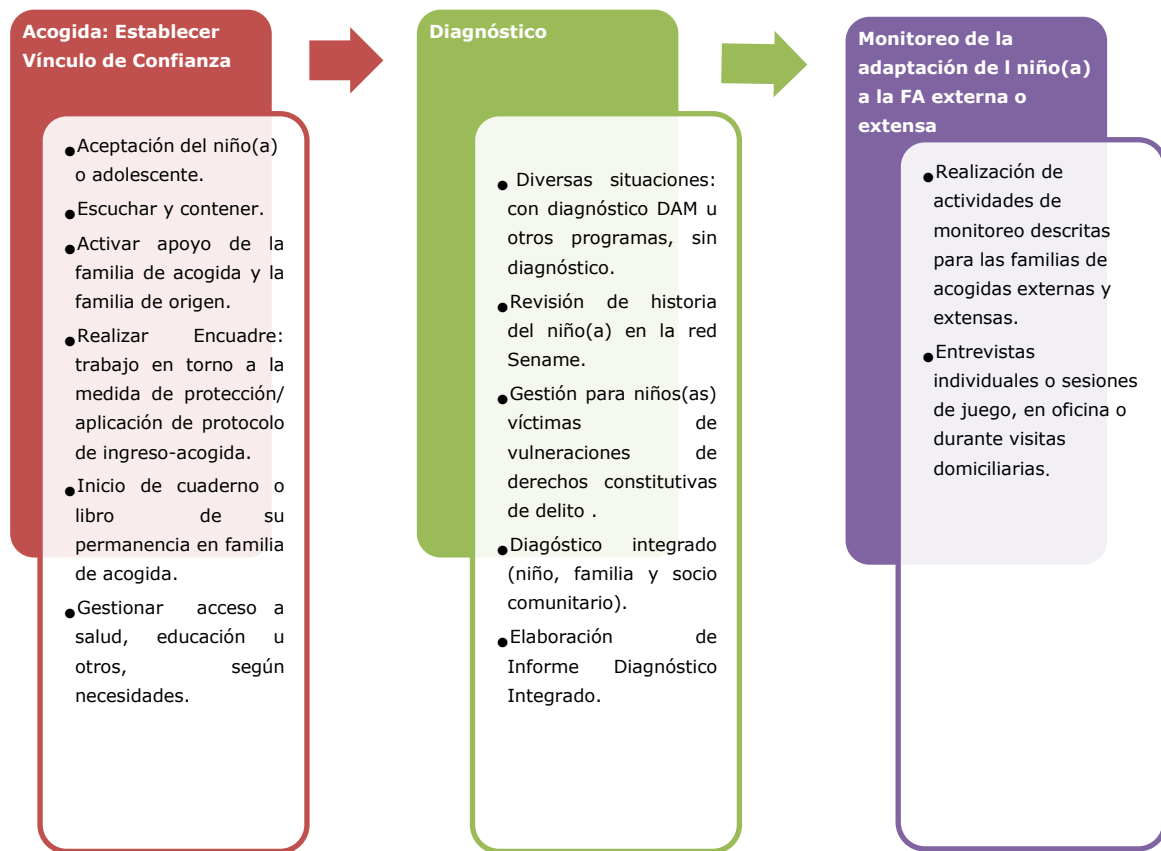 Acogida: Establecer
Vínculo de Confianza
●Aceptación del niño(a)
o adolescente.
●Escuchar y contener.
●Activar apoyo de la
familia de acogida y la
familia de origen.
●Realizar Encuadre:
trabajo en torno a la
medida de protección/
aplicación de protocolo
de ingreso-acogida.
●Inicio de cuaderno o
libro de su
permanencia en familia
de acogida.
●Gestionar acceso a
salud, educación u
otros, según
necesidades.
Diagnóstico
● Diversas situaciones:
con diagnóstico DAM u
otros programas, sin
diagnóstico.
●Revisión de historia
del niño(a) en la red
Sename.
●Gestión para niños(as)
víctimas de
vulneraciones de
derechos constitutivas
de delito .
●Diagóstico integrado
(niño, familia y socio
comunitario).
●Elaboración de
Informe Diagnóstico
Integrado.
Monitoreo de la
adaptación de l niño(a)
a la FA externa o
extensa
●Realización de
actividades de
monitoreo descritas
para las familias de
acogidas externas y
extensas.
●Entrevistas
individuales o sesiones
de juego, en oficina o
durante visitas
domiciliarias.